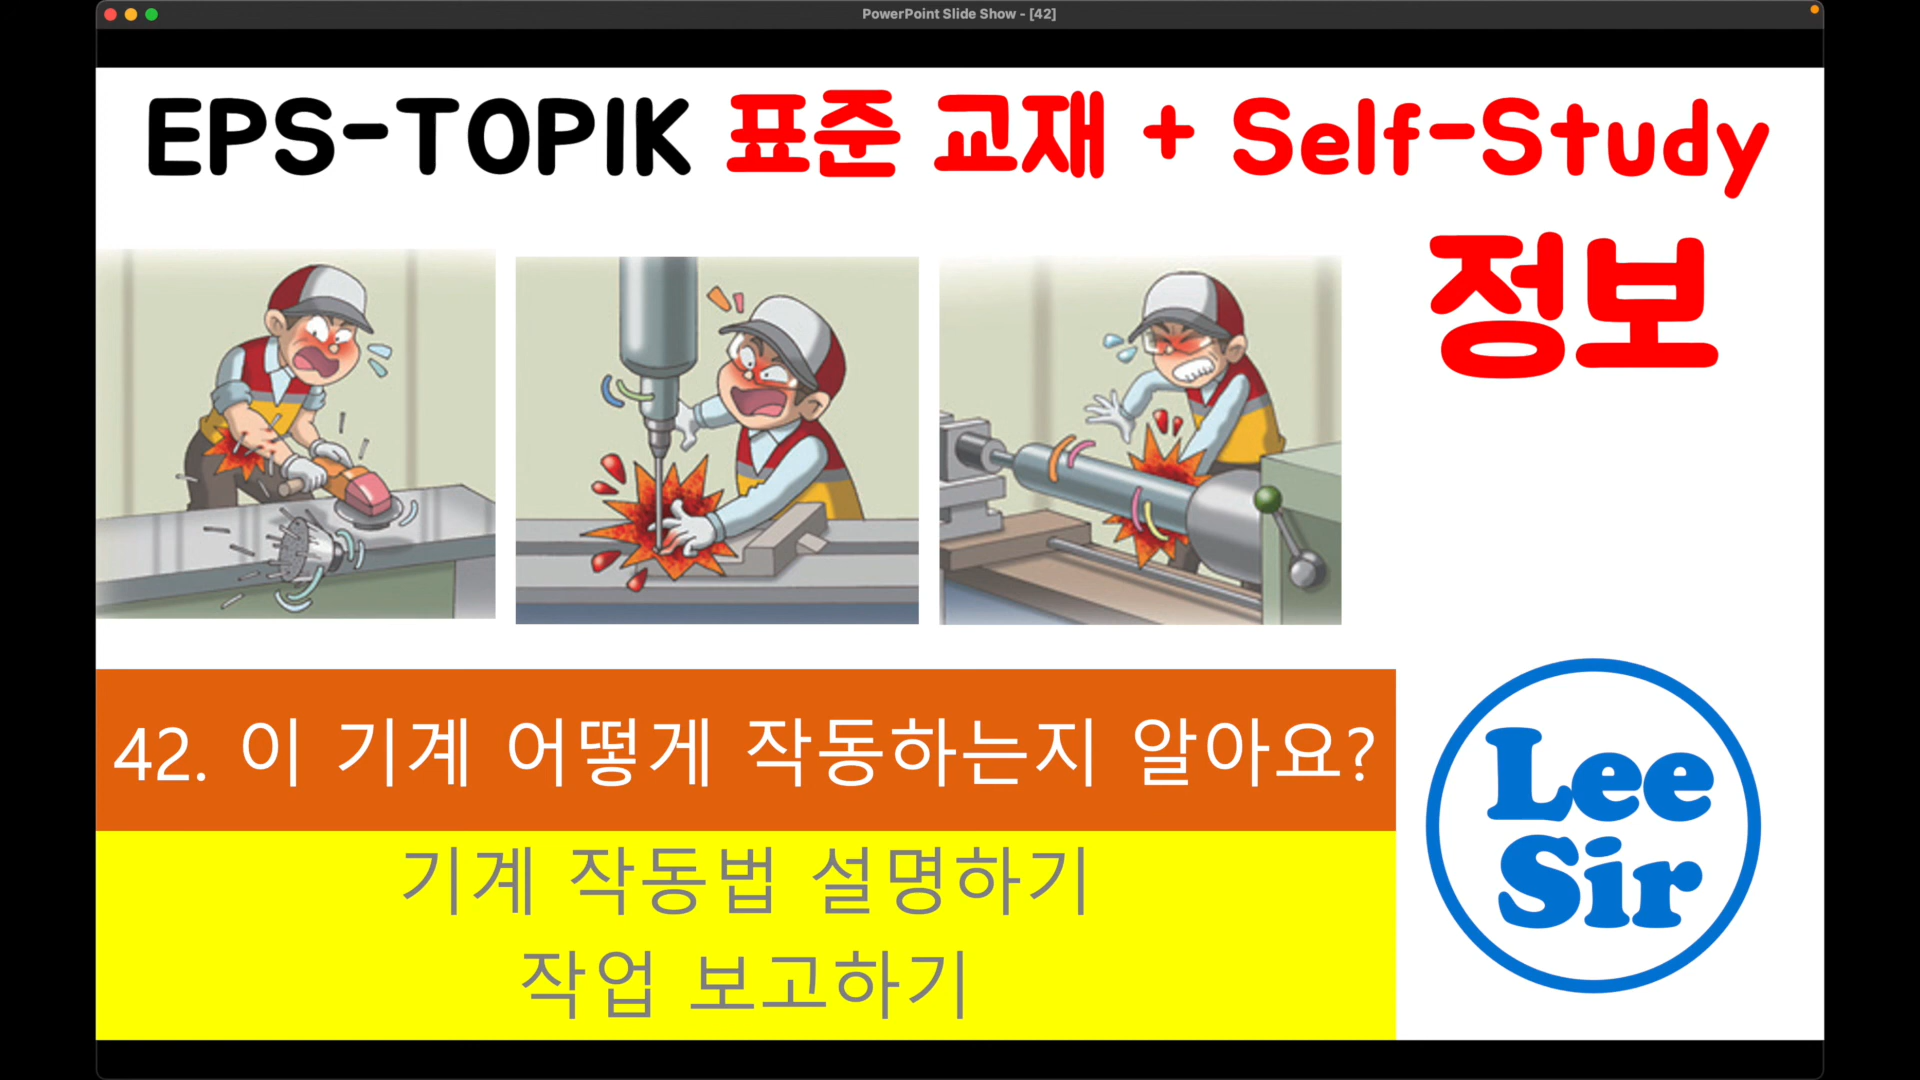 PowerPoint Slide Show - [42]
EPS-TOPIK 표준 교재 + Self-Study
정보
42. 이 기계 어떻게 작동하는지 알아요?
기계 작동법 설명하기
작업 보고하기
Lee
Sir